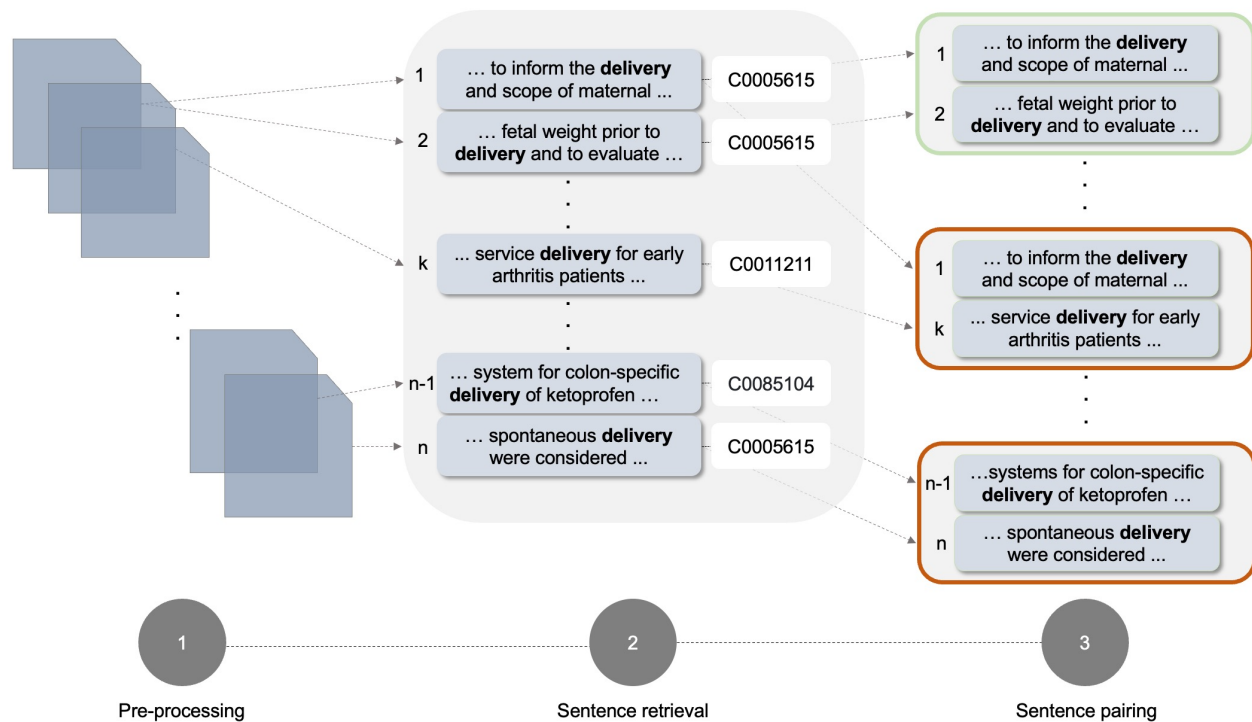 1
… to inform the delivery
and scope of maternal ...
C0005615
2
… fetal weight prior to
delivery and to evaluate …
C0005615
k
... service delivery for early
arthritis patients ...
C0011211
n-1
… system for colon-specific
delivery of ketoprofen …
C0085104
n
… spontaneous delivery
were considered ...
C0005615
1
… to inform the delivery
and scope of maternal ...
2
… fetal weight prior to
delivery and to evaluate …
1
… to inform the delivery
and scope of maternal ...
k
... service delivery for early
arthritis patients ...
n-1
…systems for colon-specific
delivery of ketoprofen …
n
… spontaneous delivery
were considered ...
1
2
3
Pre-processing
Sentence retrieval
Sentence pairing